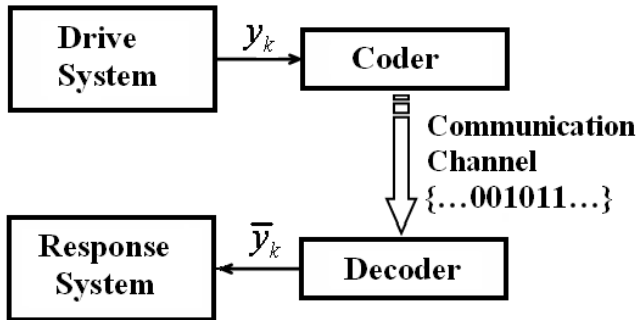 Drive
System
y_k
Coder
Communication
Channel
{...001011...}
Response
System
ȳ_k
Decoder